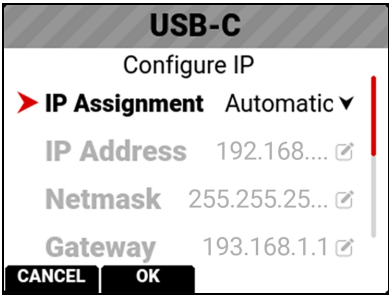 USB-C
Configure IP
IP Assignment Automatic
IP Address 192.168....
Netmask 255.255.25...
Gateway 193.168.1.1
CANCEL OK